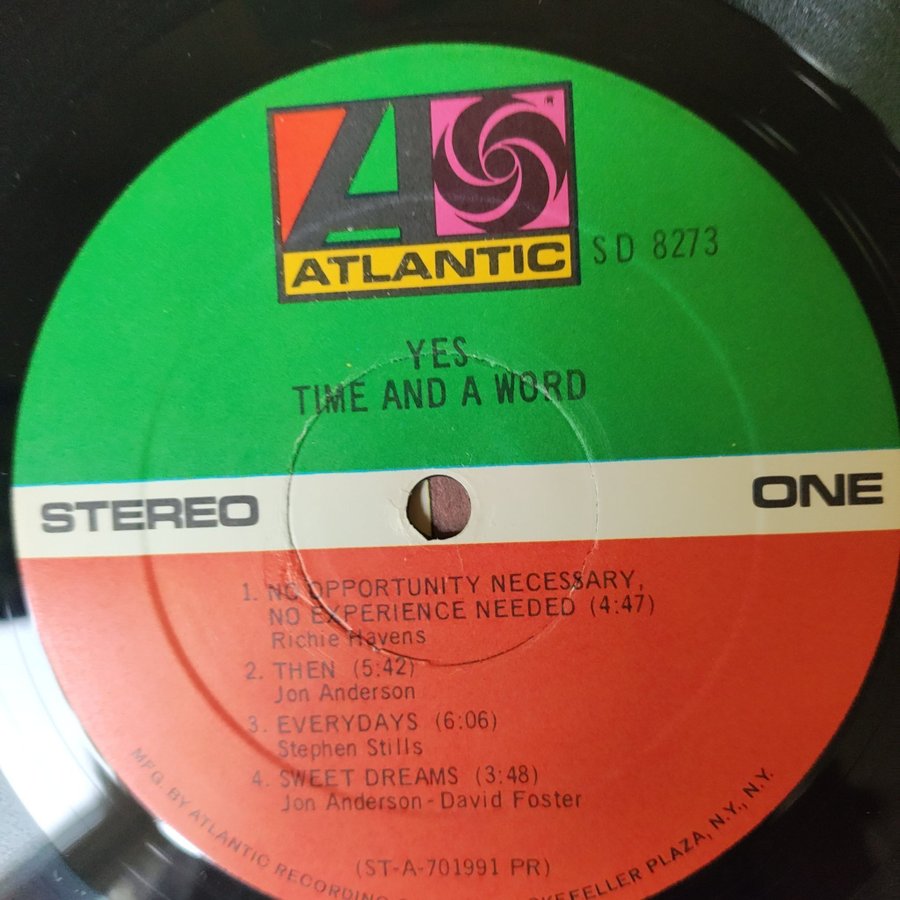 ATLANTIC
SD 8273
YES
TIME AND A WORD
STEREO
ONE
1. NO OPPORTUNITY NECESSARY,
NO EXPERIENCE NEEDED (4:47)
Richie Havens
2. THEN (5:42)
Jon Anderson
3. EVERYDAYS (6:06)
Stephen Stills
4. SWEET DREAMS (3:48)
Jon Anderson-David Foster
(ST-A-701991 PR)
MFG. BY ATLANTIC RECORDING PLAZA, N.Y., N.Y.